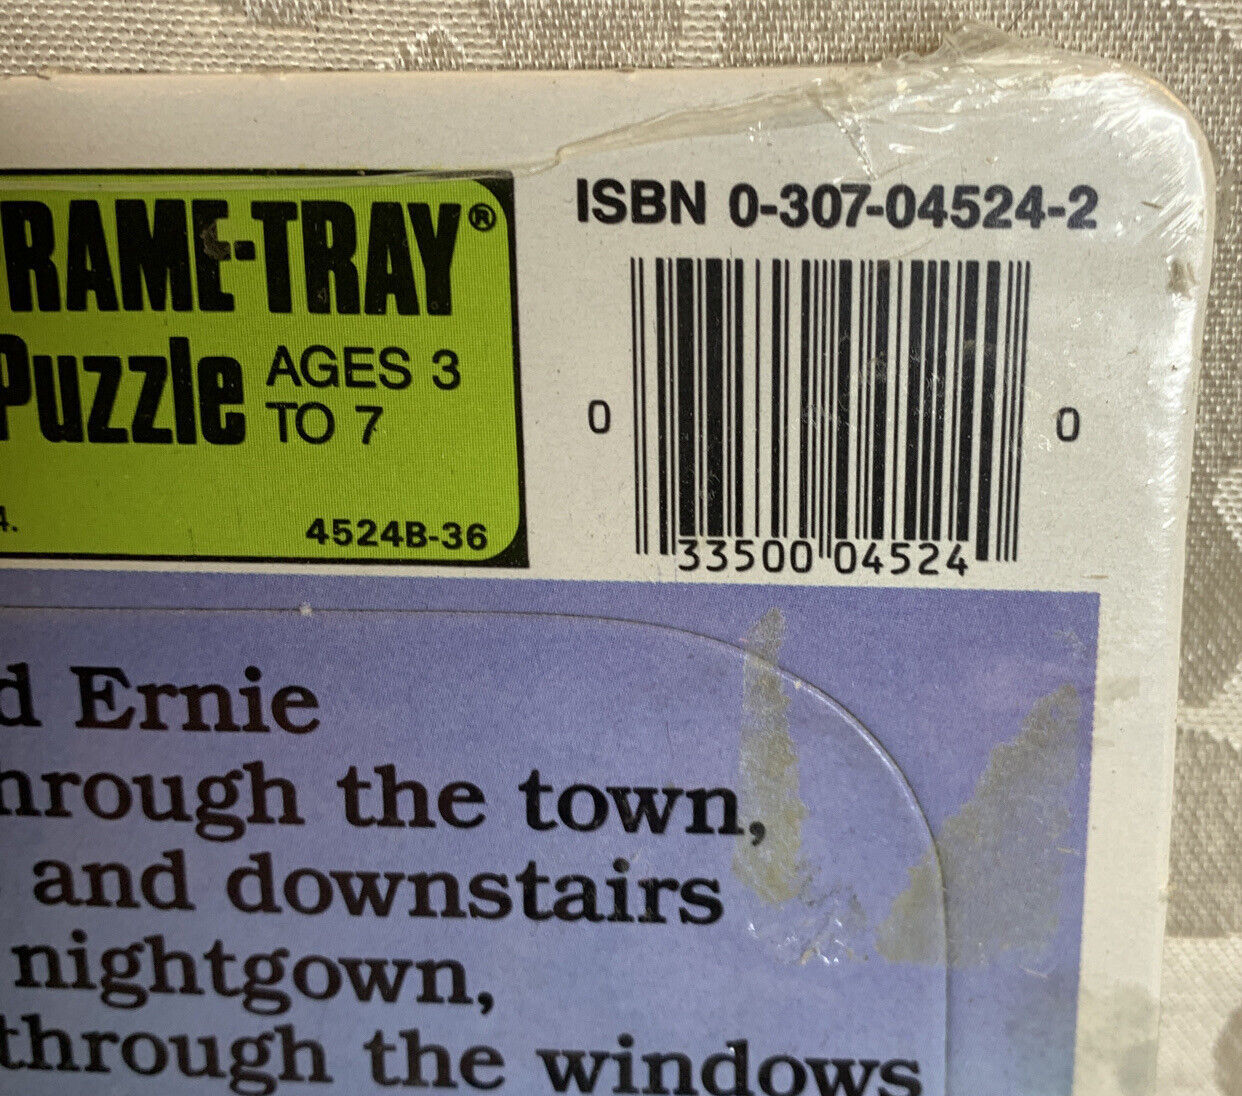 RAME-TRAY®
Puzzle AGES 3
TO 7
4.
4524B-36
ISBN 0-307-04524-2
0 33500 04524 0
d Ernie
hrough the town,
and downstairs
nightgown,
through the windows